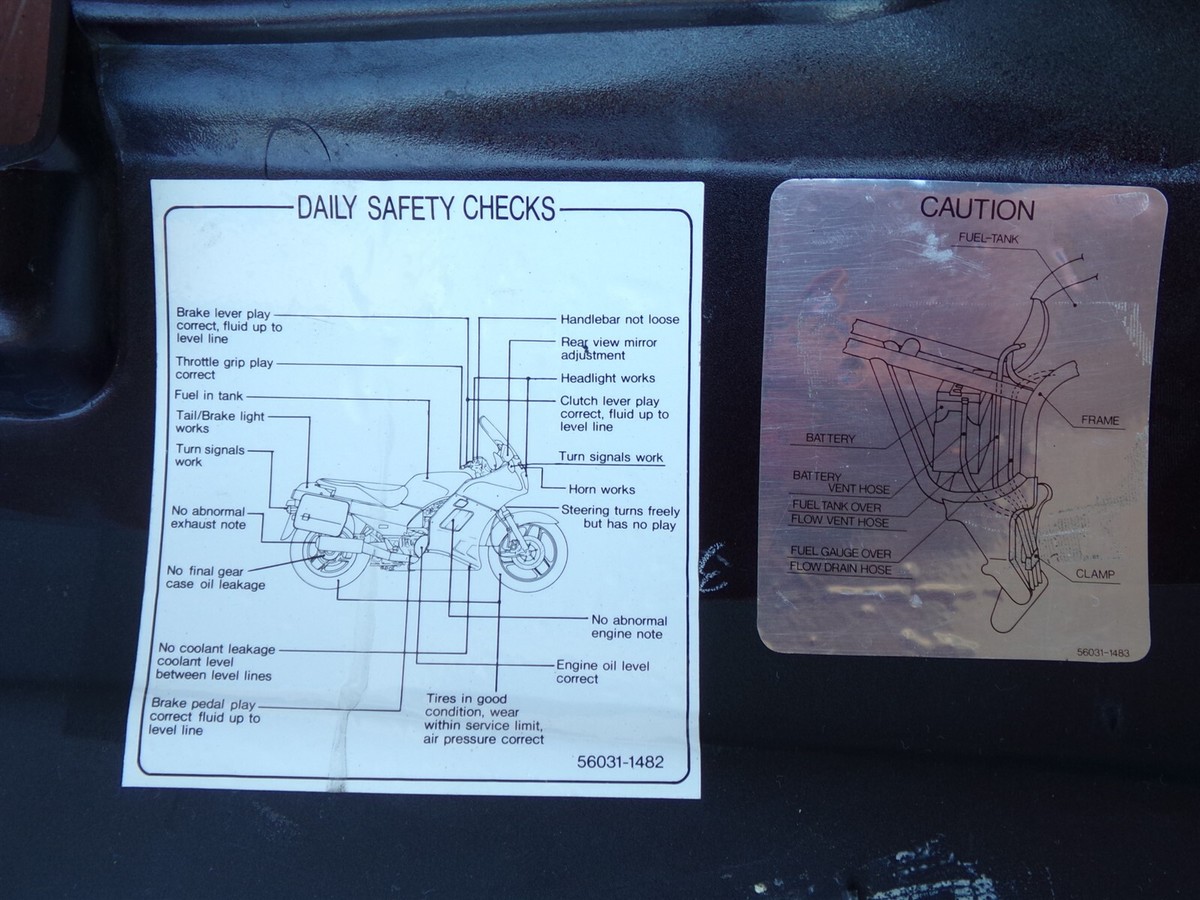 DAILY SAFETY CHECKS
Brake lever play
correct, fluid up to
level line
Throttle grip play
correct
Fuel in tank
Tail/Brake light
works
Turn signals
work
No abnormal
exhaust note
No final gear
case oil leakage
No coolant leakage
coolant level
between level lines
Brake pedal play
correct fluid up to
level line
Handlebar not loose
Rear view mirror
adjustment
Headlight works
Clutch lever play
correct, fluid up to
level line
Turn signals work
Horn works
Steering turns freely
but has no play
No abnormal
engine note
Engine oil level
correct
Tires in good
condition, wear
within service limit,
air pressure correct
56031-1482
CAUTION
FUEL-TANK
FRAME
BATTERY
BATTERY
VENT HOSE
FUEL TANK OVER
FLOW VENT HOSE
FUEL GAUGE OVER
FLOW DRAIN HOSE
CLAMP
56031-1483